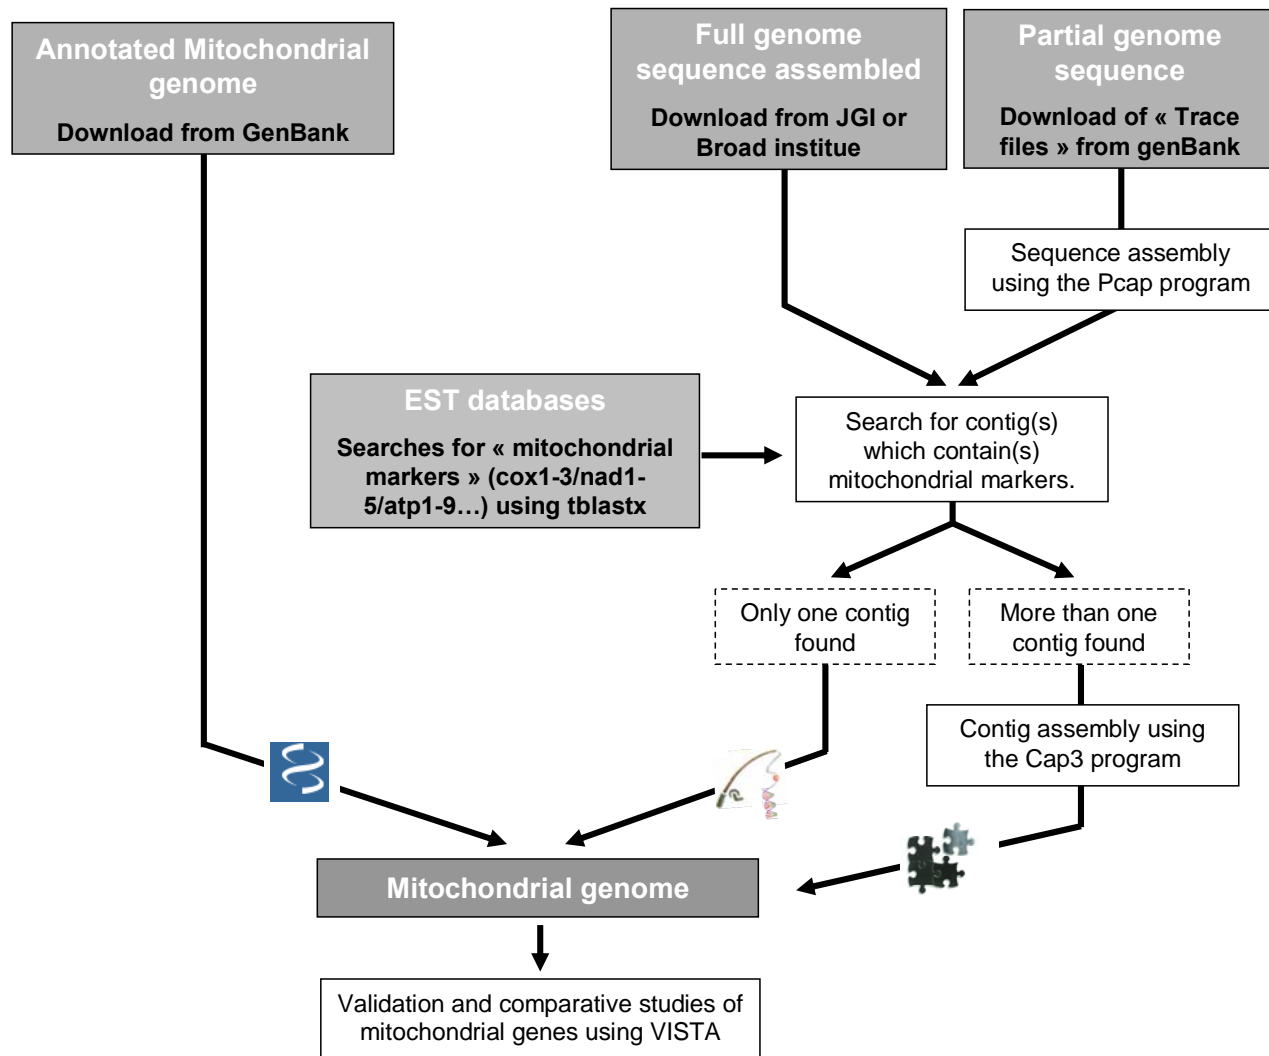 Annotated Mitochondrial
genome
Download from GenBank
Full genome
sequence assembled
Download from JGI or
Broad institue
Partial genome
sequence
Download of « Trace
files » from genBank
Sequence assembly
using the Pcap program
EST databases
Searches for « mitochondrial
markers » (cox1-3/nad1-
5/atp1-9…) using tblastx
Search for contig(s)
which contain(s)
mitochondrial markers.
Only one contig
found
More than one
contig found
Contig assembly using
the Cap3 program
Mitochondrial genome
Validation and comparative studies of
mitochondrial genes using VISTA